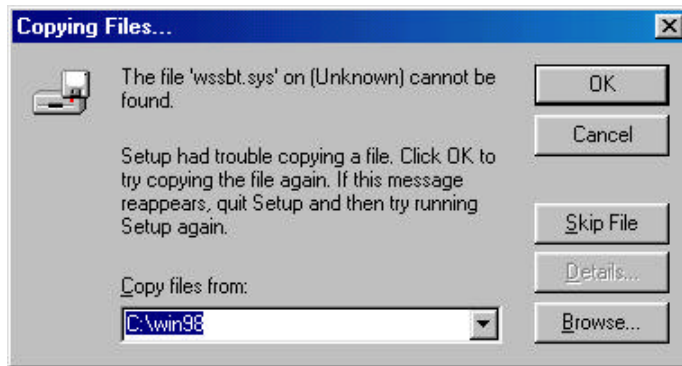 Copying Files...
The file 'wssbt.sys' on (Unknown) cannot be
found.
Setup had trouble copying a file. Click OK to
try copying the file again. If this message
reappears, quit Setup and then try running
Setup again.
Copy files from:
C:\win98
OK
Cancel
Skip File
Details...
Browse...